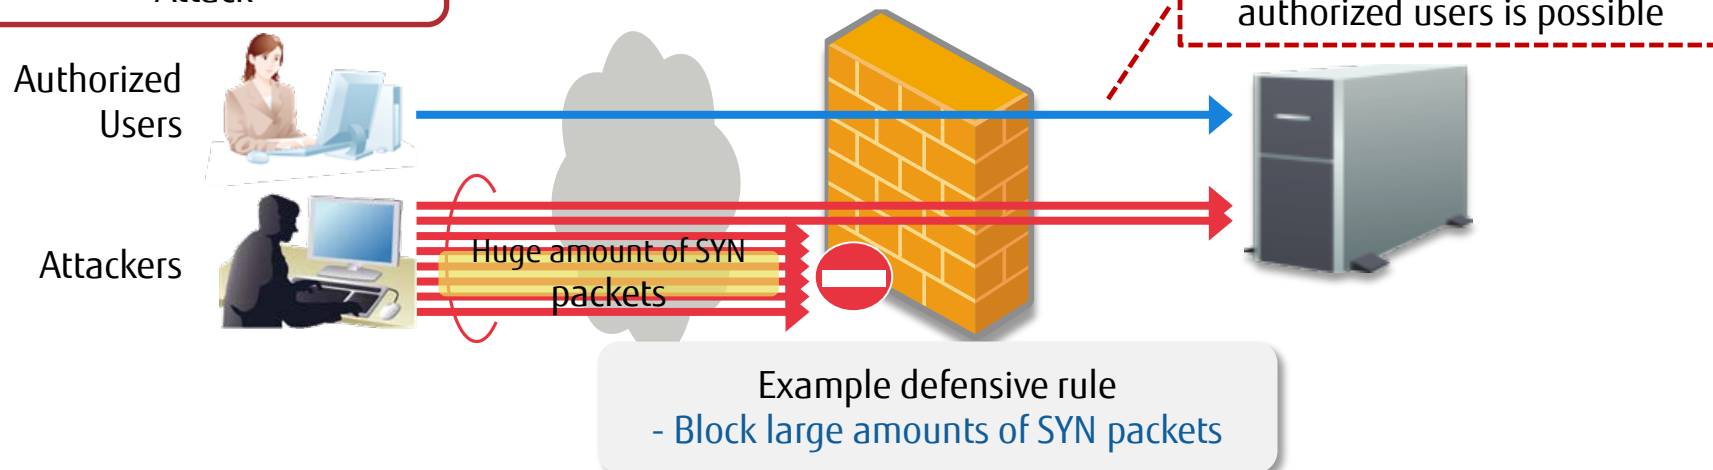 Attack
authorized users is possible
Authorized
Users
Attackers
Huge amount of SYN
packets
Example defensive rule
- Block large amounts of SYN packets